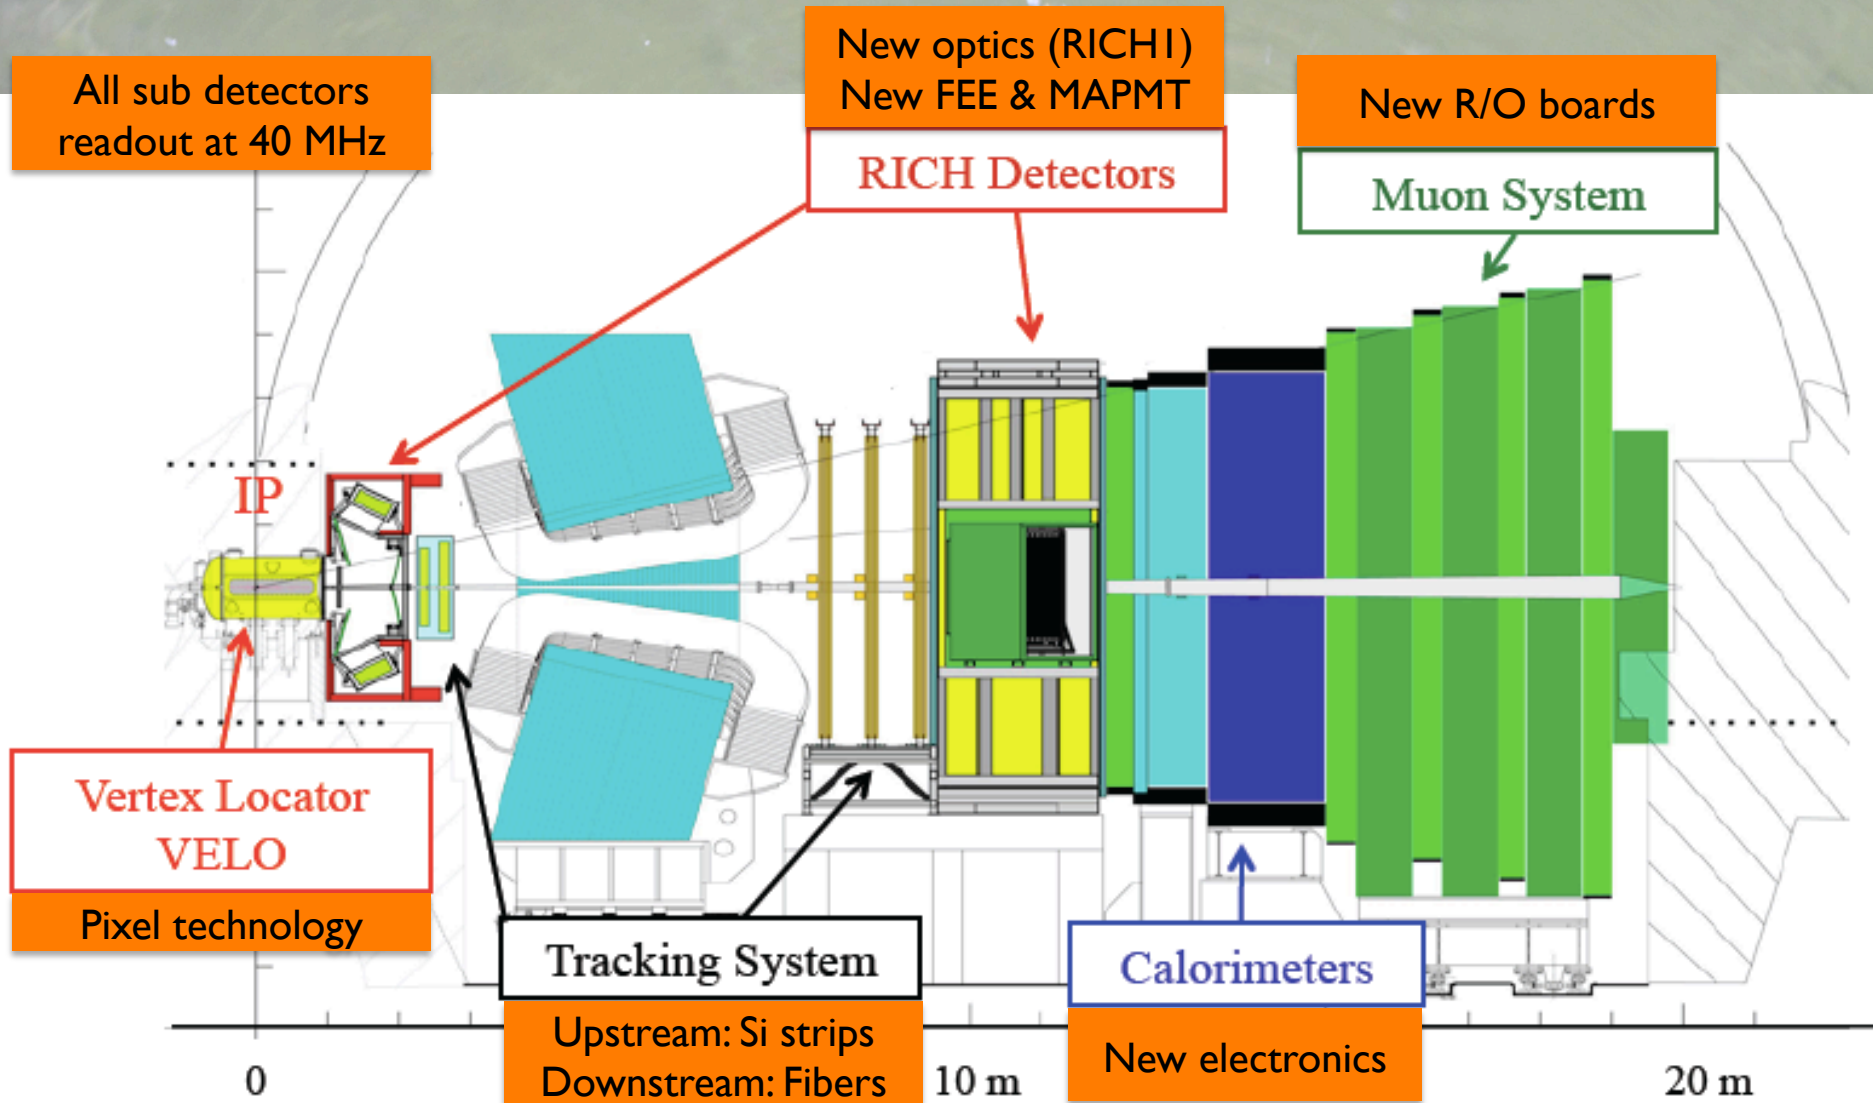 All sub detectors
readout at 40 MHz
New optics (RICH1)
New FEE & MAPMT
RICH Detectors
New R/O boards
Muon System
IP
Vertex Locator
VELO
Pixel technology
Tracking System
Upstream: Si strips
Downstream: Fibers
Calorimeters
New electronics
0
10 m
20 m